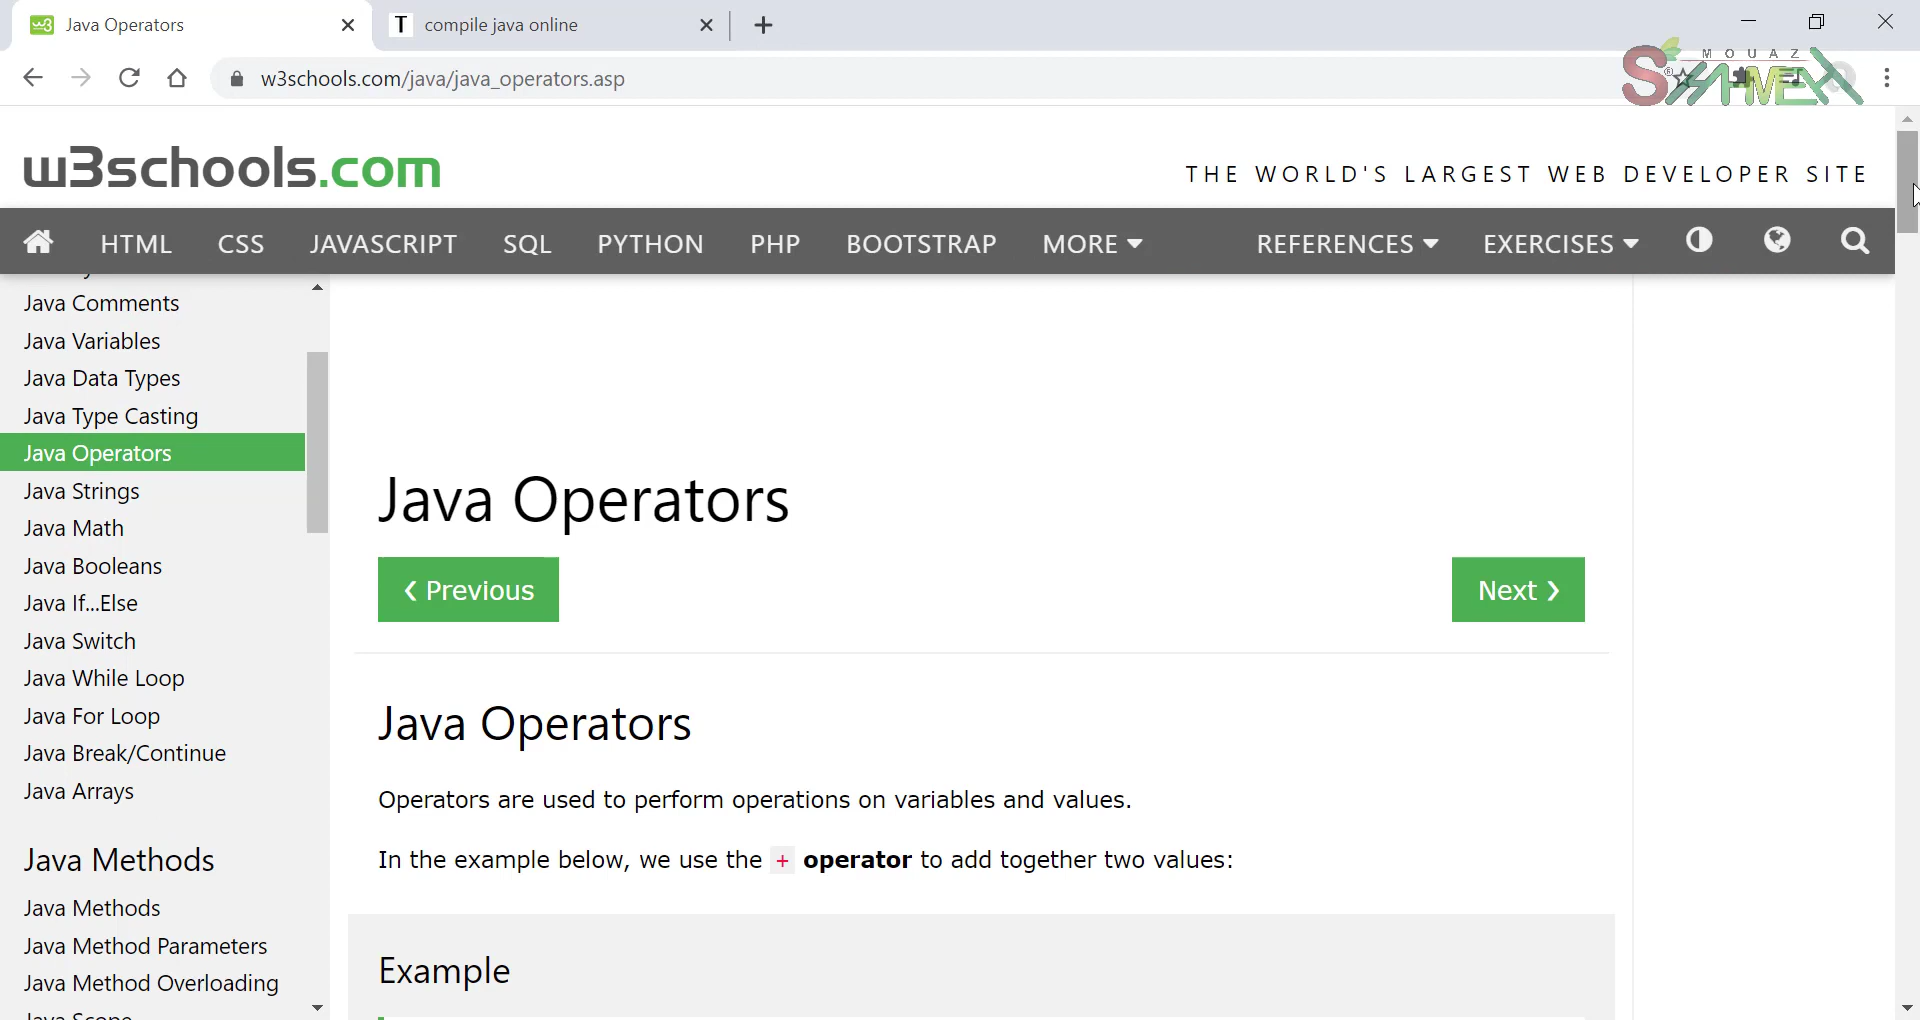 Java Operators
T compile java online
w3schools.com/java/java_operators.asp
MOUAZ
w3schools.com
THE WORLD'S LARGEST WEB DEVELOPER SITE
HTML CSS JAVASCRIPT SQL PYTHON PHP BOOTSTRAP MORE REFERENCES EXERCISES
Java Comments
Java Variables
Java Data Types
Java Type Casting
Java Operators
Java Strings
Java Math
Java Booleans
Java If...Else
Java Switch
Java While Loop
Java For Loop
Java Break/Continue
Java Arrays
Java Methods
Java Methods
Java Method Parameters
Java Method Overloading
Java Scope
Java Operators
❮ Previous
Next ❯
Java Operators
Operators are used to perform operations on variables and values.
In the example below, we use the + operator to add together two values:
Example